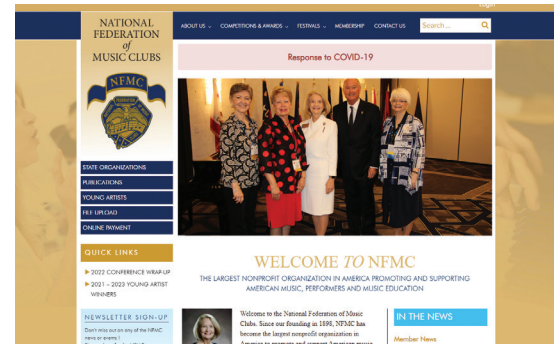 Login
NATIONAL
FEDERATION
of
MUSIC CLUBS
NFMC
ABOUT US
COMPETITIONS & AWARDS
FESTIVALS
MEMBERSHIP
CONTACT US
Search ...
Response to COVID-19
STATE ORGANIZATIONS
PUBLICATIONS
YOUNG ARTISTS
FILE UPLOAD
ONLINE PAYMENT
QUICK LINKS
2022 CONFERENCE WRAP-UP
2021 – 2023 YOUNG ARTIST
WINNERS
NEWSLETTER SIGN-UP
Don't miss out on any of the NFMC
news or events !
WELCOME TO NFMC
THE LARGEST NONPROFIT ORGANIZATION IN AMERICA PROMOTING AND SUPPORTING
AMERICAN MUSIC, PERFORMERS AND MUSIC EDUCATION
Welcome to the National Federation of Music
Clubs. Since our founding in 1898, NFMC has
become the largest nonprofit organization in
IN THE NEWS
Member News